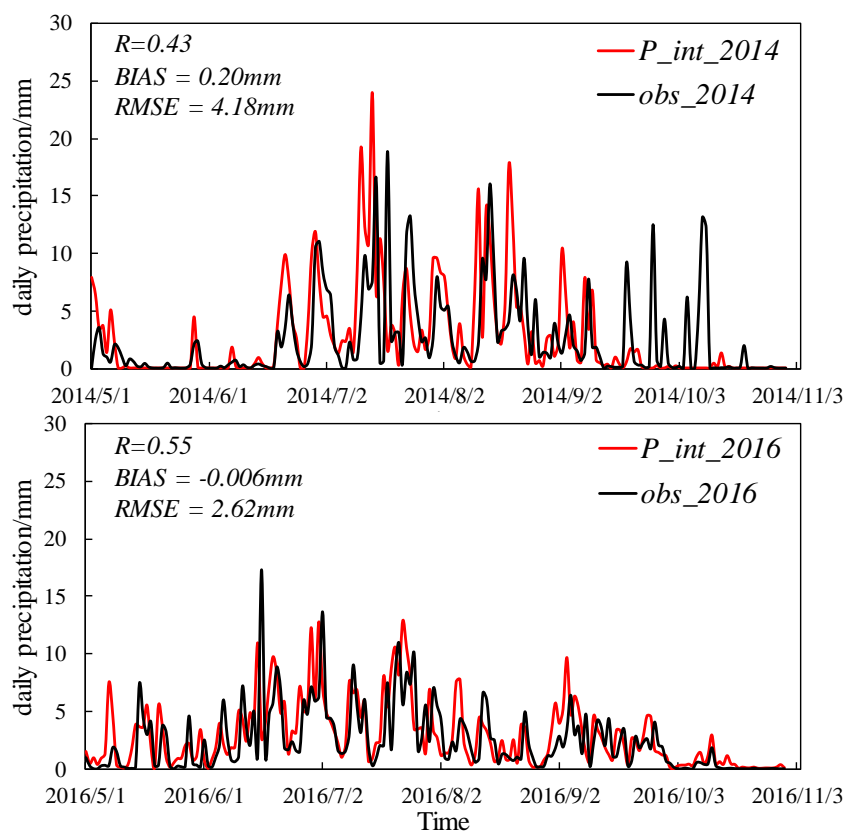 30
25
20
15
10
5
0
daily precipitation/mm
R=0.43
BIAS = 0.20mm
RMSE = 4.18mm
P_int_2014
obs_2014
2014/5/1 2014/6/1 2014/7/2 2014/8/2 2014/9/2 2014/10/3 2014/11/3
30
25
20
15
10
5
0
daily precipitation/mm
R=0.55
BIAS = -0.006mm
RMSE = 2.62mm
P_int_2016
obs_2016
2016/5/1 2016/6/1 2016/7/2 2016/8/2 2016/9/2 2016/10/3 2016/11/3
Time